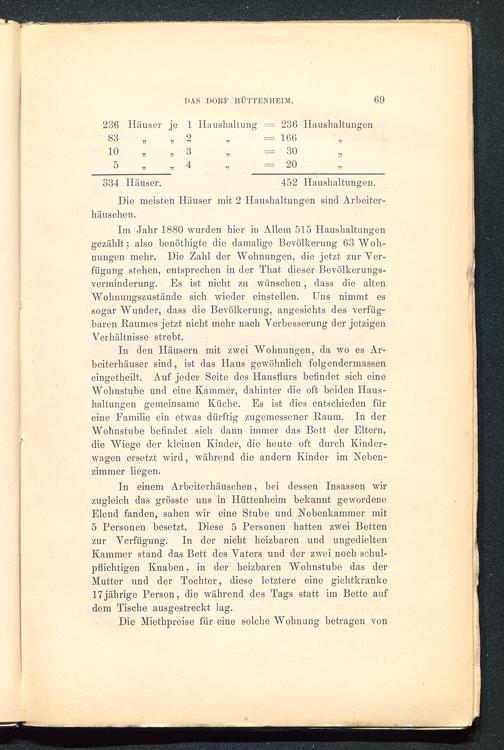 DAS DORF HÜTTENHEIM. 69
236 Häuser je 1 Haushaltung = 236 Haushaltungen
83 „ „ 2 „ = 166 „
10 „ „ 3 „ = 30 „
5 „ „ 4 „ = 20 „
334 Häuser. 452 Haushaltungen.
Die meisten Häuser mit 2 Haushaltungen sind Arbeiter-
häuschen.
Im Jahr 1880 wurden hier in Allem 515 Haushaltungen
gezählt; also benöthigte die damalige Bevölkerung 63 Woh-
nungen mehr. Die Zahl der Wohnungen, die jetzt zur Ver-
fügung stehen, entsprechen in der That dieser Bevölkerungs-
verminderung. Es ist nicht zu wünschen, dass die alten
Wohnungszustände sich wieder einstellen. Uns nimmt es
sogar Wunder, dass die Bevölkerung, angesichts des verfüg-
baren Raumes jetzt nicht mehr nach Verbesserung der jetzigen
Verhältnisse strebt.
In den Häusern mit zwei Wohnungen, da wo es Ar-
beiterhäuser sind, ist das Haus gewöhnlich folgendermassen
eingetheilt. Auf jeder Seite des Hausflurs befindet sich eine
Wohnstube und eine Kammer, dahinter die oft beiden Haus-
haltungen gemeinsame Küche. Es ist dies entschieden für
eine Familie ein etwas dürftig zugemessener Raum. In der
Wohnstube befindet sich dann immer das Bett der Eltern,
die Wiege der kleinen Kinder, die heute oft durch Kinder-
wagen ersetzt wird, während die andern Kinder im Neben-
zimmer liegen.
In einem Arbeiterhäuschen, bei dessen Insassen wir
zugleich das grösste uns in Hüttenheim bekannt gewordene
Elend fanden, sahen wir eine Stube und Nebenkammer mit
5 Personen besetzt. Diese 5 Personen hatten zwei Betten
zur Verfügung. In der nicht heizbaren und ungedielten
Kammer stand das Bett des Vaters und der zwei noch schul-
pflichtigen Knaben, in der heizbaren Wohnstube das der
Mutter und der Tochter, diese letztere eine gichtkranke
17jährige Person, die während des Tags statt im Bette auf
dem Tische ausgestreckt lag.
Die Miethpreise für eine solche Wohnung betragen von